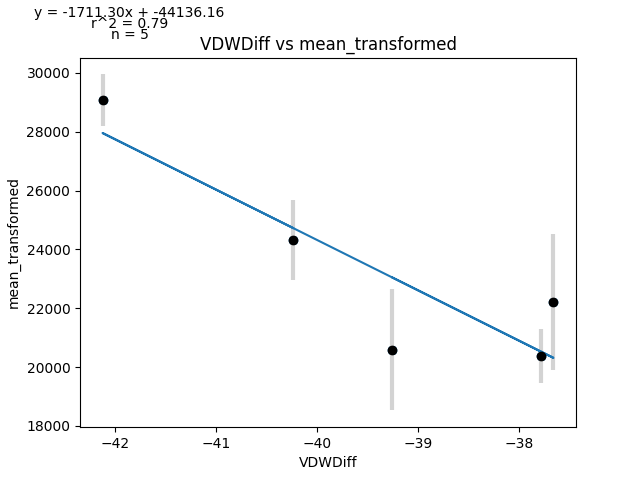 y = -1711.30x + -44136.16
r^2 = 0.79
n = 5
VDWDiff vs mean_transformed
30000
28000
26000
24000
22000
20000
18000
mean_transformed
−42
−41
−40
−39
−38
VDWDiff